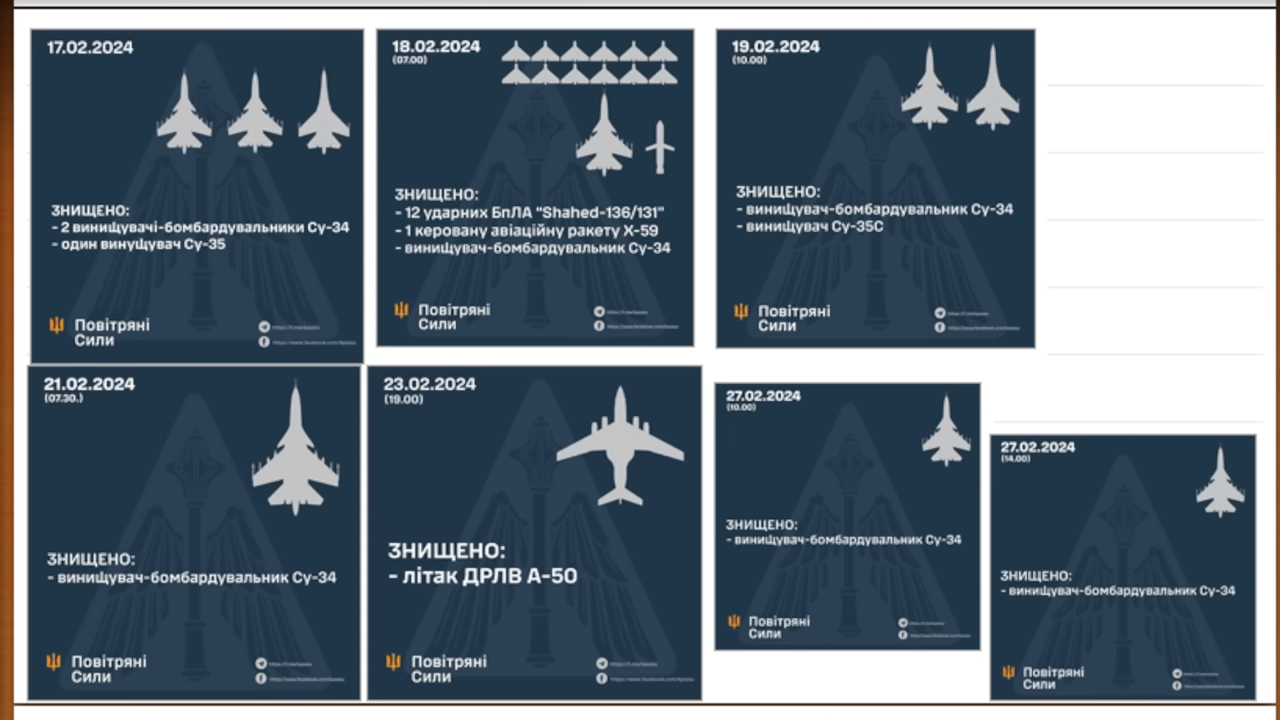 17.02.2024
ЗНИЩЕНО:
- 2 винищувачі-бомбардувальники Су-34
- один винущувач Су-35
Повітряні
Сили
18.02.2024
(07.00)
ЗНИЩЕНО:
- 12 ударних БпЛА "Shahed-136/131"
- 1 керовану авіаційну ракету Х-59
- винищувач-бомбардувальник Су-34
Повітряні
Сили
19.02.2024
(10.00)
ЗНИЩЕНО:
- винищувач-бомбардувальник Су-34
- винищувач Су-35С
Повітряні
Сили
21.02.2024
(07.30.)
ЗНИЩЕНО:
- винищувач-бомбардувальник Су-34
Повітряні
Сили
23.02.2024
(19.00)
ЗНИЩЕНО:
- літак ДРЛВ А-50
Повітряні
Сили
27.02.2024
(10.00)
ЗНИЩЕНО:
- винищувач-бомбардувальник Су-34
Повітряні
Сили
27.02.2024
(14.00)
ЗНИЩЕНО:
- винищувач-бомбардувальник Су-34
Повітряні
Сили